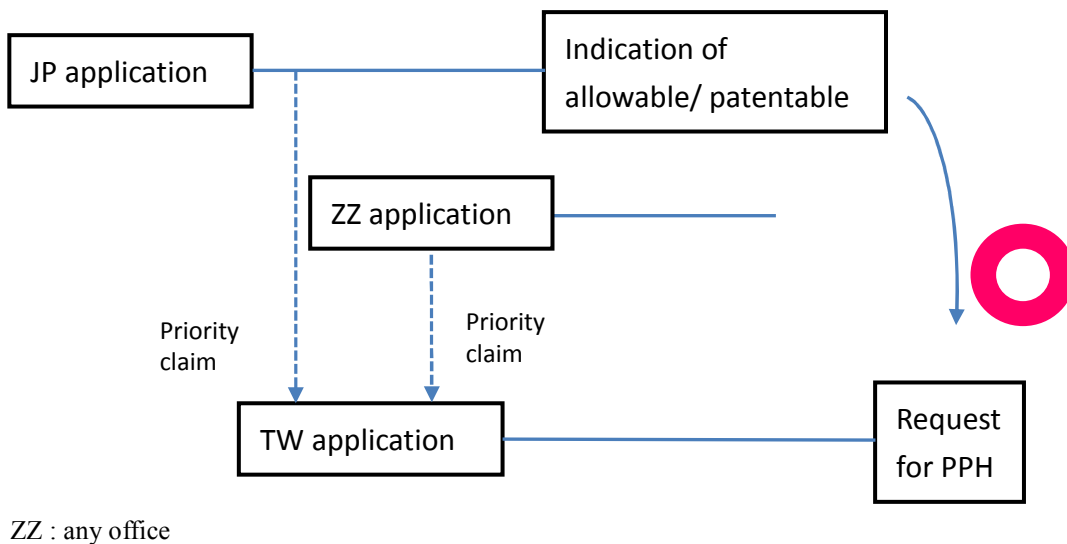 JP application
Indication of
allowable/ patentable
ZZ application
Priority
claim
Priority
claim
TW application
Request
for PPH
ZZ : any office